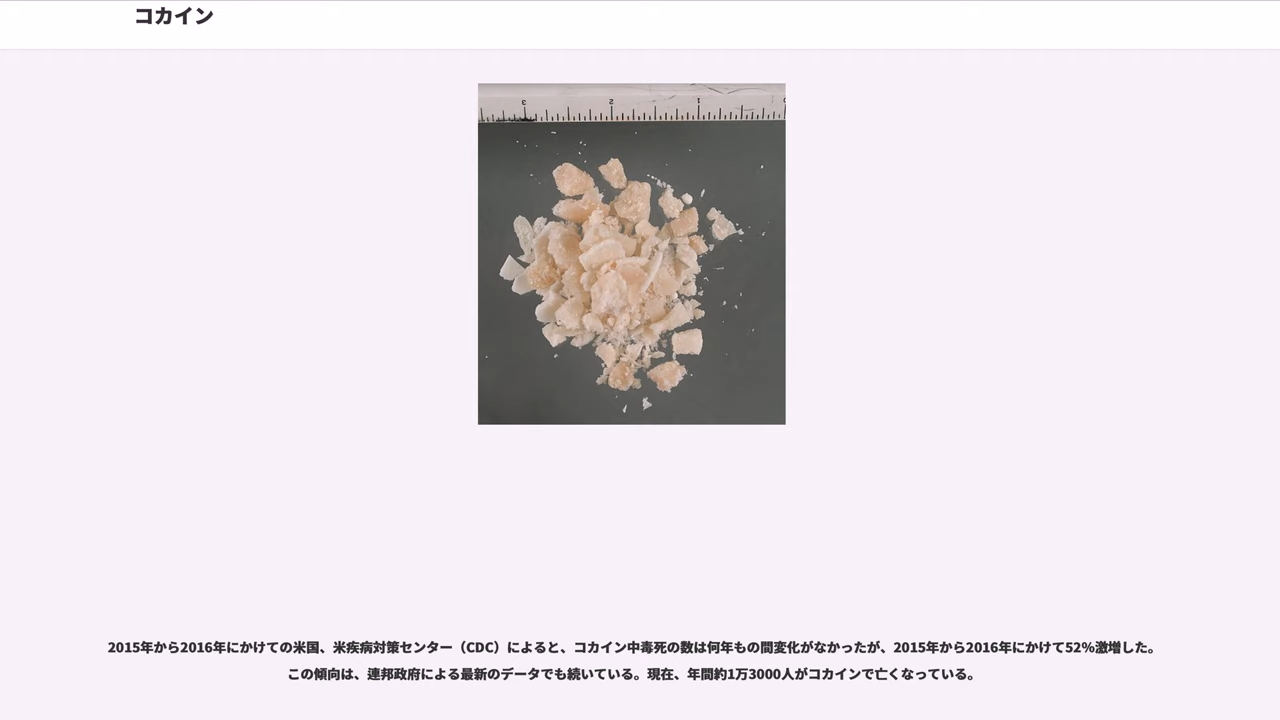 コカイン
3 2 1 0
2015年から2016年にかけての米国、米疾病対策センター（CDC）によると、コカイン中毒死の数は何年もの間変化がなかったが、2015年から2016年にかけて52%激増した。
この傾向は、連邦政府による最新のデータでも続いている。現在、年間約1万3000人がコカインで亡くなっている。